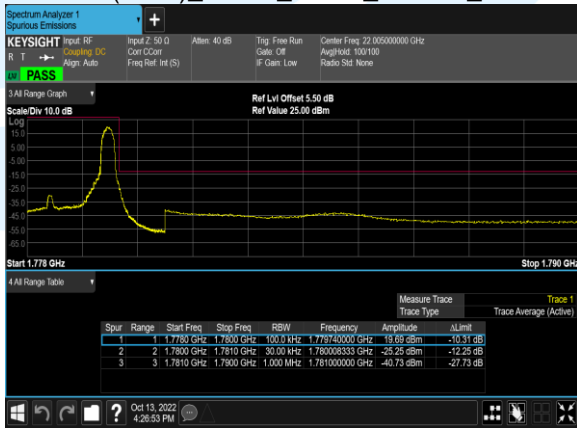 Spectrum Analyzer 1
Spurious Emissions
+
KEYSIGHT Input: RF Input Z: 50 Ω Atten: 40 dB Trig: Free Run Center Freq: 22.005000000 GHz
R T Coupling: DC Corr CCorr Gate: Off Avg|Hold: 100/100
Align: Auto Freq Ref: Int (S) IF Gain: Low Radio Std: None
PASS
3 All Range Graph
Ref Lvl Offset 5.50 dB
Scale/Div 10.0 dB Ref Value 25.00 dBm
Log
15.0
5.00
-5.00
-15.0
-25.0
-35.0
-45.0
-55.0
-65.0
Start 1.778 GHz Stop 1.790 GHz
4 All Range Table
Measure Trace Trace 1
Trace Type Trace Average (Active)
Spur Range Start Freq Stop Freq RBW Frequency Amplitude ΔLimit
1 1 1.7780 GHz 1.7800 GHz 100.0 kHz 1.779740000 GHz 19.69 dBm -10.31 dB
2 2 1.7800 GHz 1.7810 GHz 30.00 kHz 1.780008333 GHz -25.25 dBm -12.25 dB
3 3 1.7810 GHz 1.7900 GHz 1.000 MHz 1.781000000 GHz -40.73 dBm -27.73 dB
? Oct 13, 2022
4:26:53 PM